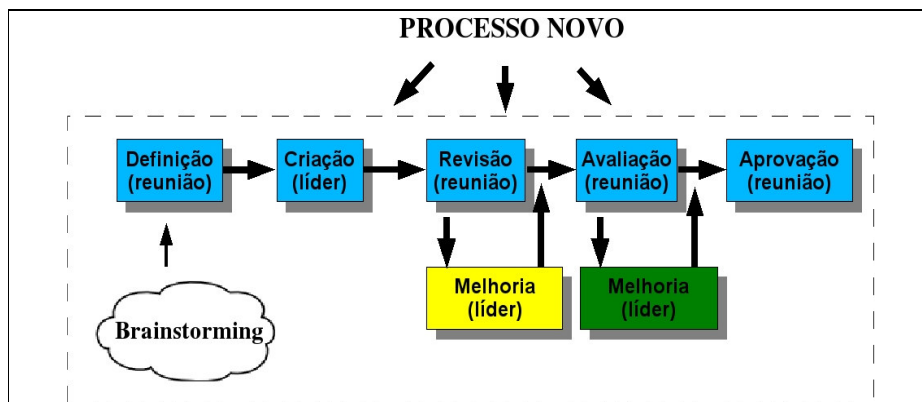 PROCESSO NOVO
Definição
(reunião)
Criação
(líder)
Revisão
(reunião)
Avaliação
(reunião)
Aprovação
(reunião)
Melhoria
(líder)
Melhoria
(líder)
Brainstorming